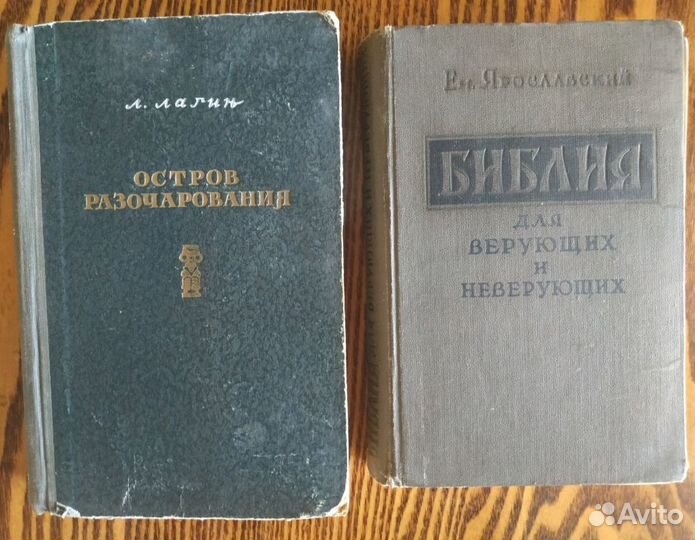 Л. Лагин
ОСТРОВ
РАЗОЧАРОВАНИЯ
Ем. Ярославский
БИБЛИЯ
ДЛЯ
ВЕРУЮЩИХ
И
НЕВЕРУЮЩИХ
Avito